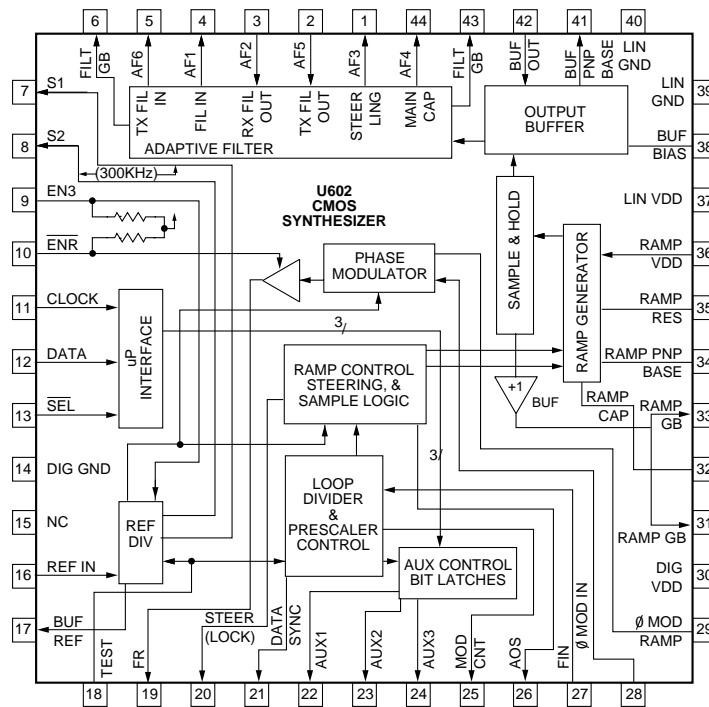 6 5 4 3 2 1 44 43 42 41 40
FILT GB
AF6
AF1
AF2
AF5
AF3
AF4
FILT GB
BUF OUT
BUF PNP BASE
LIN GND
TX FIL IN
FIL IN
RX FIL OUT
TX FIL OUT
STEER LING
MAIN CAP
ADAPTIVE FILTER
OUTPUT
BUFFER
7 S1
8 S2
(300KHz)
9 EN3
10 ENR
11 CLOCK
12 DATA
13 SEL
14 DIG GND
15 NC
16 REF IN
17 BUF
REF
LIN
GND 39
BUF
BIAS 38
LIN VDD 37
RAMP
VDD 36
RAMP
RES 35
RAMP PNP
BASE 34
RAMP
GB 33
RAMP
CAP 32
RAMP GB 31
DIG
VDD 30
Ø MOD
RAMP 29
U602
CMOS
SYNTHESIZER
SAMPLE & HOLD
RAMP GENERATOR
PHASE
MODULATOR
uP
INTERFACE
3/
RAMP CONTROL
STEERING, &
SAMPLE LOGIC
+1
BUF
3/
LOOP
DIVIDER
&
PRESCALER
CONTROL
REF
DIV
AUX CONTROL
BIT LATCHES
TEST
FR
STEER
(LOCK)
DATA SYNC
AUX1
AUX2
AUX3
MOD CNT
AOS
FIN
Ø MOD IN
18 19 20 21 22 23 24 25 26 27 28